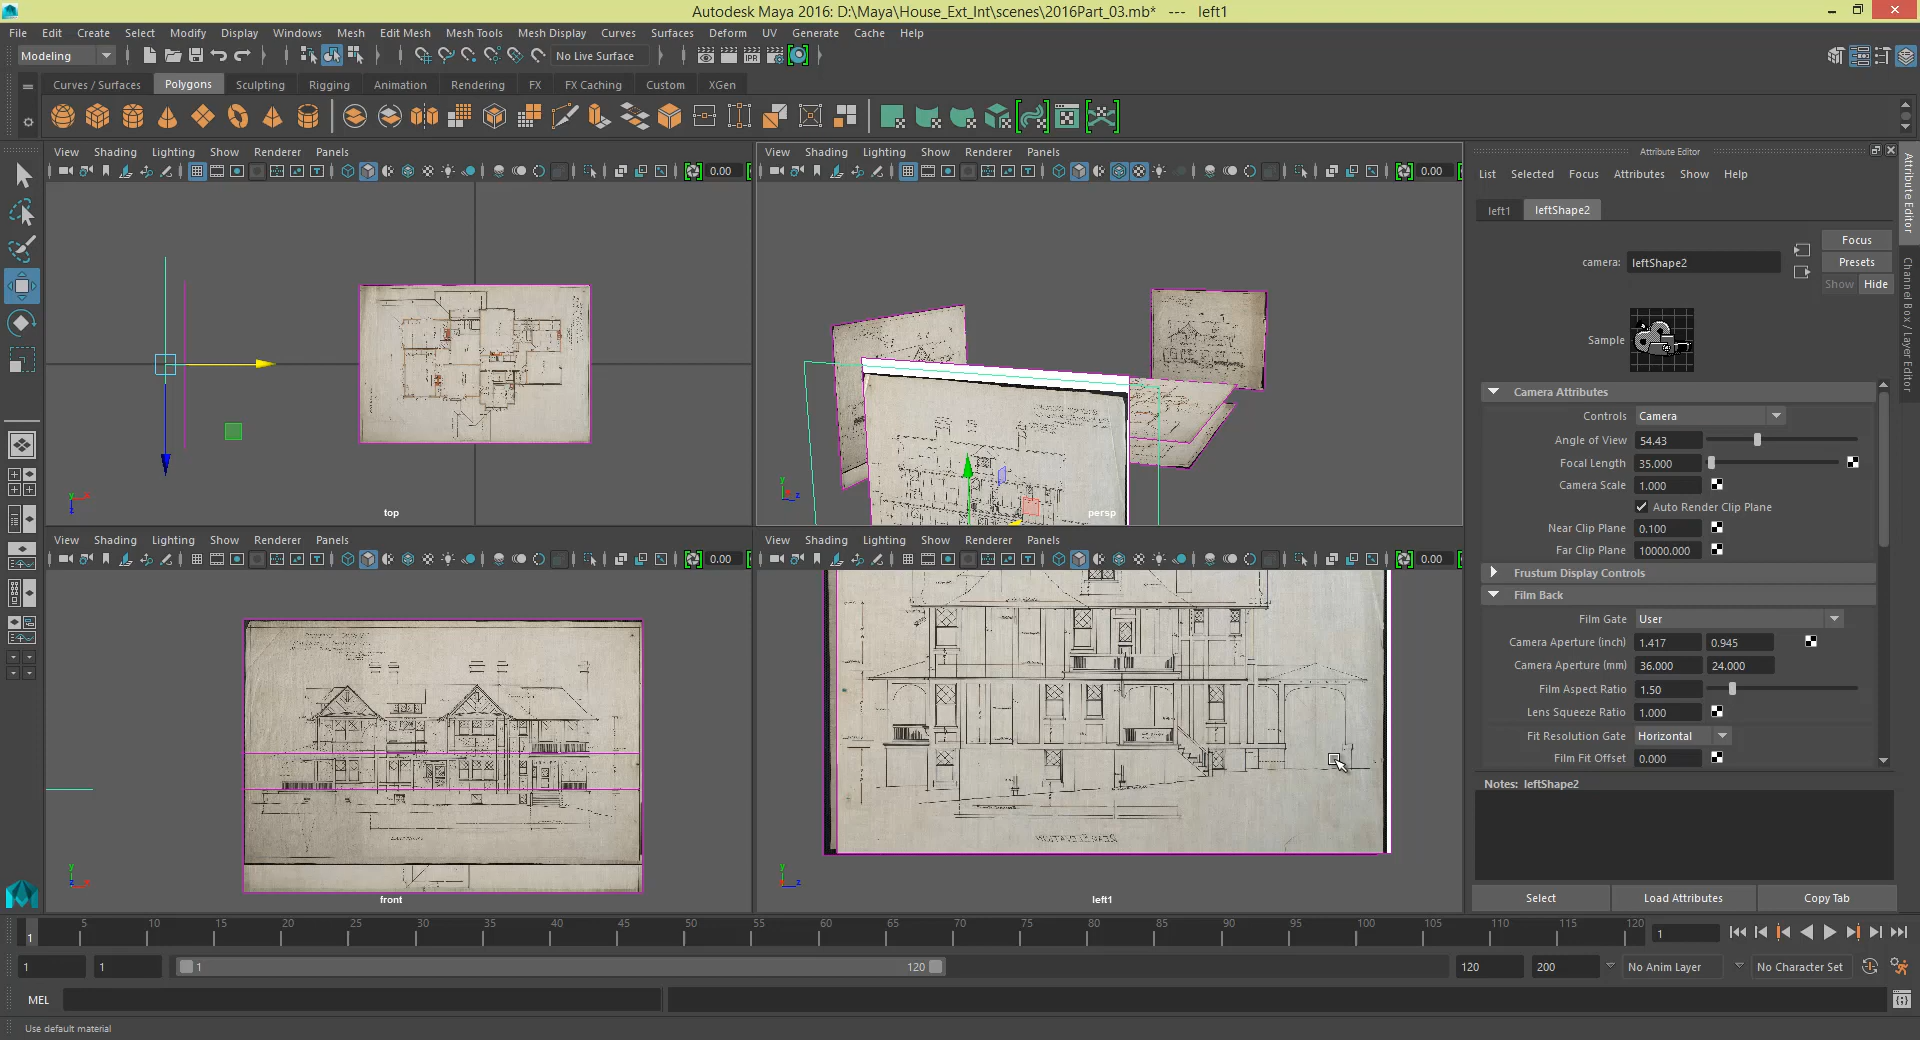 Autodesk Maya 2016: D:\Maya\House_Ext_Int\scenes\2016Part_03.mb* --- left1
File Edit Create Select Modify Display Windows Mesh Edit Mesh Mesh Tools Mesh Display Curves Surfaces Deform UV Generate Cache Help
Modeling No Live Surface IPR
Curves / Surfaces Polygons Sculpting Rigging Animation Rendering FX FX Caching Custom XGen
View Shading Lighting Show Renderer Panels
0.00
top
View Shading Lighting Show Renderer Panels
0.00
persp
View Shading Lighting Show Renderer Panels
0.00
front
View Shading Lighting Show Renderer Panels
0.00
left1
Attribute Editor
List Selected Focus Attributes Show Help
left1 leftShape2
Focus
camera: leftShape2
Presets
Show Hide
Sample
Camera Attributes
Controls Camera
Angle of View 54.43
Focal Length 35.000
Camera Scale 1.000
Auto Render Clip Plane
Near Clip Plane 0.100
Far Clip Plane 10000.000
Frustum Display Controls
Film Back
Film Gate User
Camera Aperture (inch) 1.417 0.945
Camera Aperture (mm) 36.000 24.000
Film Aspect Ratio 1.50
Lens Squeeze Ratio 1.000
Fit Resolution Gate Horizontal
Film Fit Offset 0.000
Notes: leftShape2
Select Load Attributes Copy Tab
Attribute Editor
Channel Box / Layer Editor
1 5 10 15 20 25 30 35 40 45 50 55 60 65 70 75 80 85 90 95 100 105 110 115 120 1
1 1 1 120 120 200 No Anim Layer No Character Set
MEL
Use default material